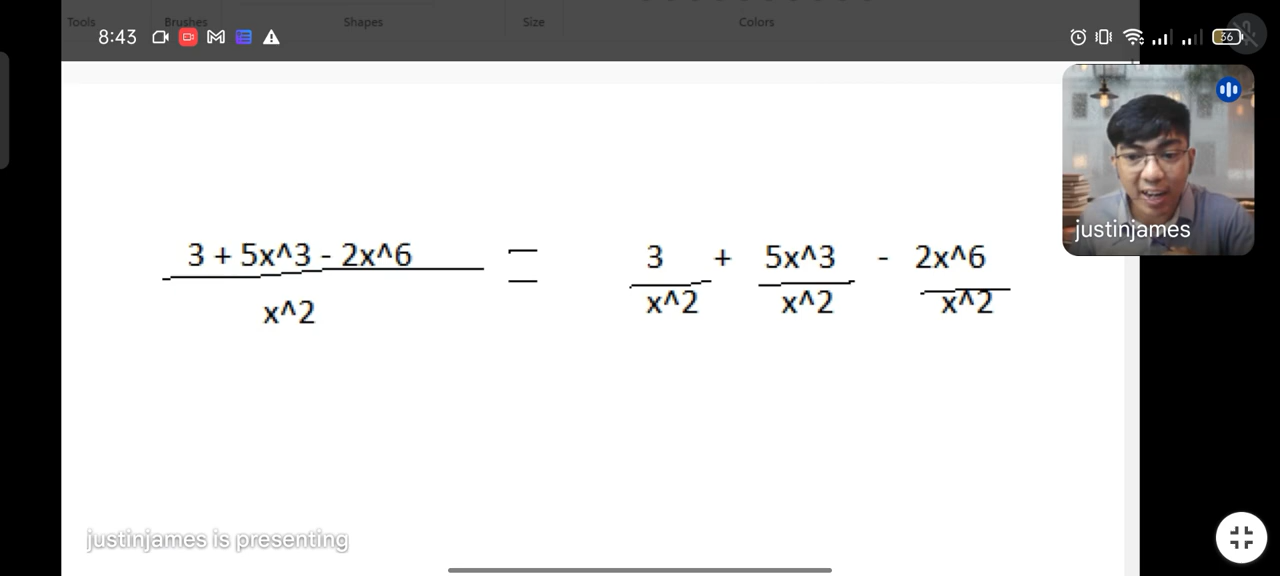 Tools Brushes Shapes Size Colors
8:43 36
justinjames
3 + 5x^3 - 2x^6 = 3 + 5x^3 - 2x^6
x^2 x^2 x^2 x^2
justinjames is presenting